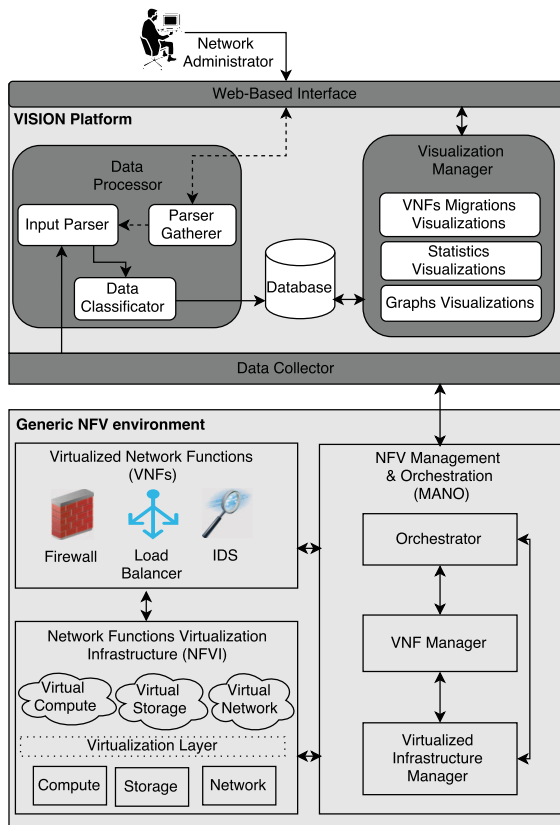 Network
Administrator
Web-Based Interface
VISION Platform
Data
Processor
Input Parser
Parser
Gatherer
Data
Classificator
Database
Visualization
Manager
VNFs Migrations
Visualizations
Statistics
Visualizations
Graphs Visualizations
Data Collector
Generic NFV environment
Virtualized Network Functions
(VNFs)
Firewall
Load
Balancer
IDS
Network Functions Virtualization
Infrastructure (NFVI)
Virtual
Compute
Virtual
Storage
Virtual
Network
Virtualization Layer
Compute
Storage
Network
NFV Management
& Orchestration
(MANO)
Orchestrator
VNF Manager
Virtualized
Infrastructure
Manager